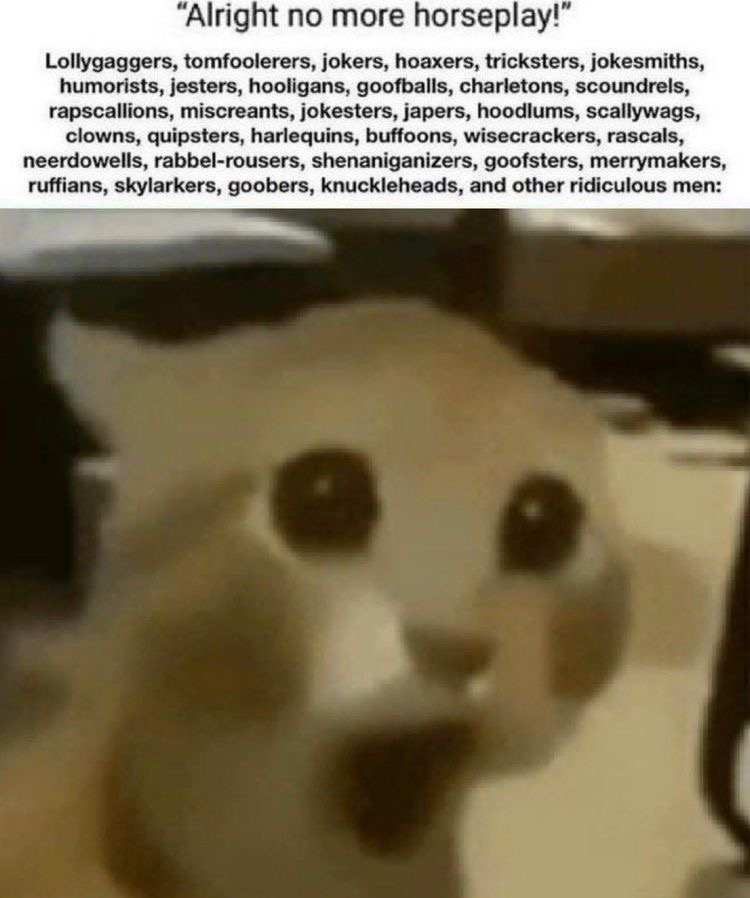 "Alright no more horseplay!"
Lollygaggers, tomfoolerers, jokers, hoaxers, tricksters, jokesmiths,
humorists, jesters, hooligans, goofballs, charletons, scoundrels,
rapscallions, miscreants, jokesters, japers, hoodlums, scallywags,
clowns, quipsters, harlequins, buffoons, wisecrackers, rascals,
neerdowells, rabbel-rousers, shenaniganizers, goofsters, merrymakers,
ruffians, skylarkers, goobers, knuckleheads, and other ridiculous men: